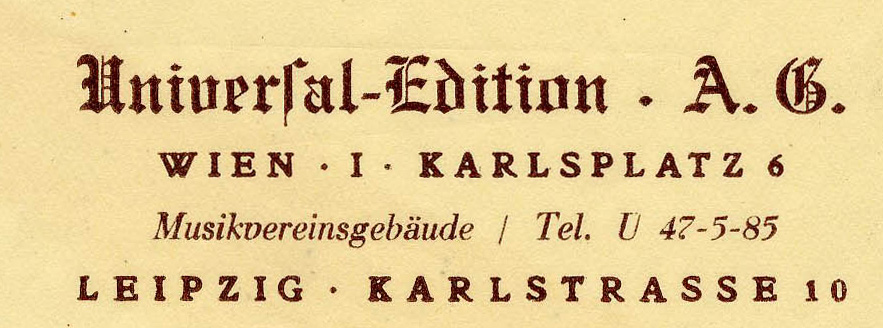 Univerſal-Edition · A. G.
WIEN · I · KARLSPLATZ 6
Musikvereinsgebäude / Tel. U 47-5-85
LEIPZIG · KARLSTRASSE 10